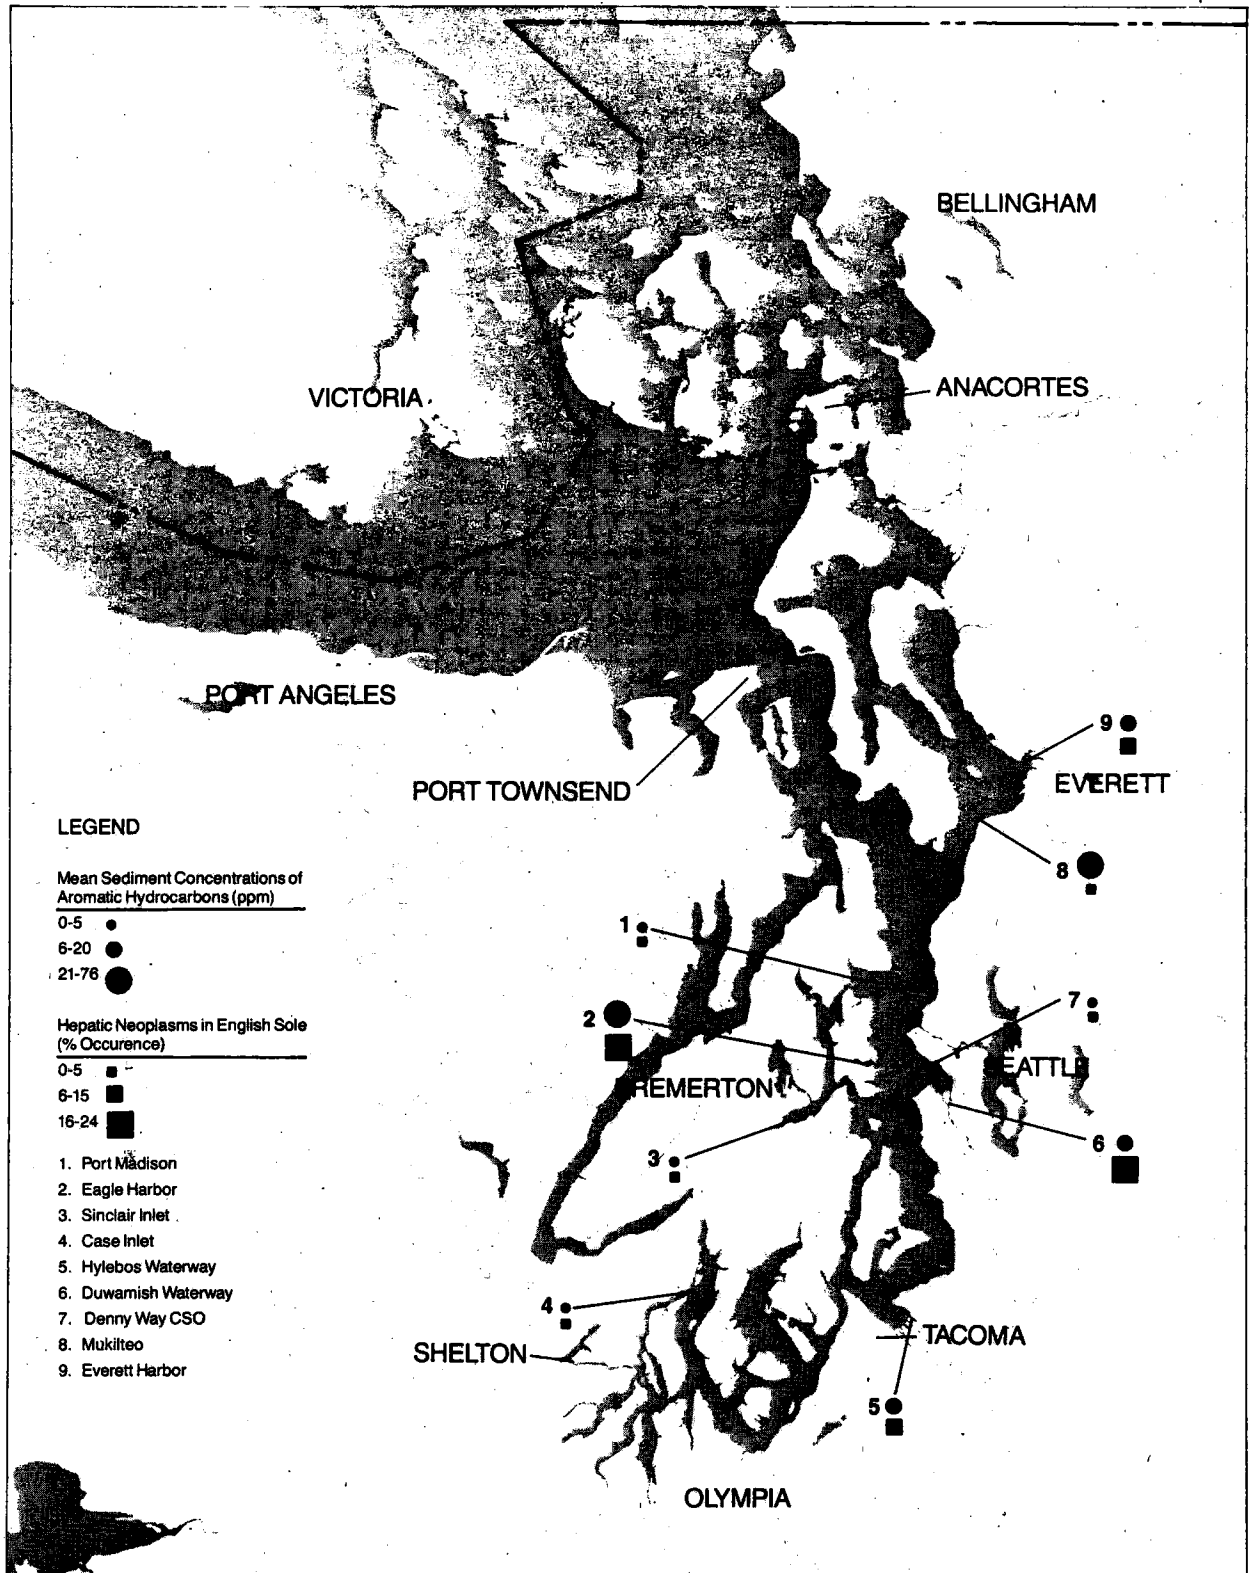 BELLINGHAM
ANACORTES
VICTORIA
PORT ANGELES
PORT TOWNSEND
9
EVERETT
8
LEGEND
Mean Sediment Concentrations of
Aromatic Hydrocarbons (ppm)
0-5
6-20
21-76
Hepatic Neoplasms in English Sole
(% Occurence)
0-5
6-15
16-24
1. Port Madison
2. Eagle Harbor
3. Sinclair Inlet
4. Case Inlet
5. Hylebos Waterway
6. Duwamish Waterway
7. Denny Way CSO
8. Mukilteo
9. Everett Harbor
1
7
2
SEATTLE
BREMERTON
6
3
4
TACOMA
SHELTON
5
OLYMPIA